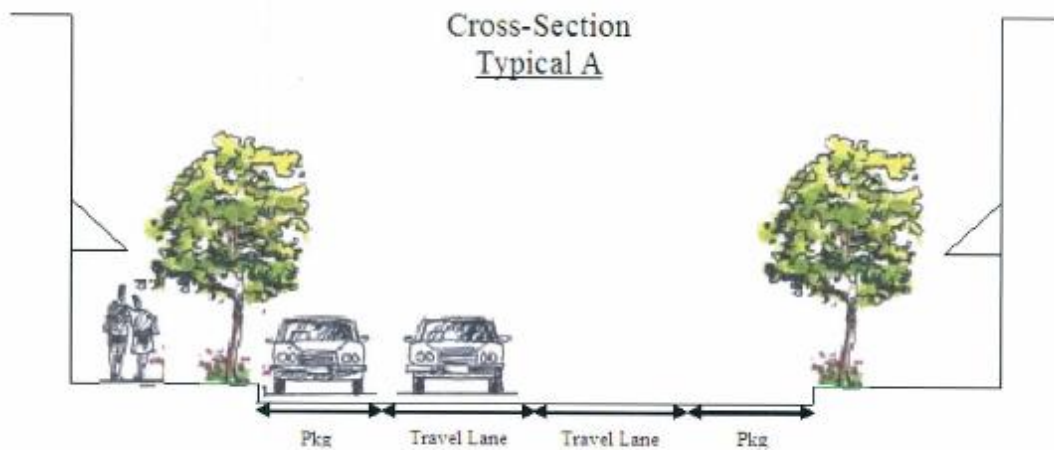 Cross-Section
Typical A
Pkg
Travel Lane
Travel Lane
Pkg